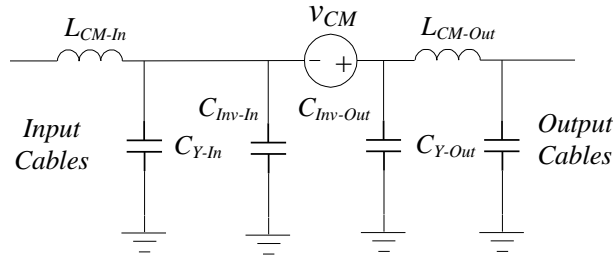 v_CM
L_CM-In
L_CM-Out
- +
C_Inv-In
C_Inv-Out
Input
Cables
C_Y-In
C_Y-Out
Output
Cables